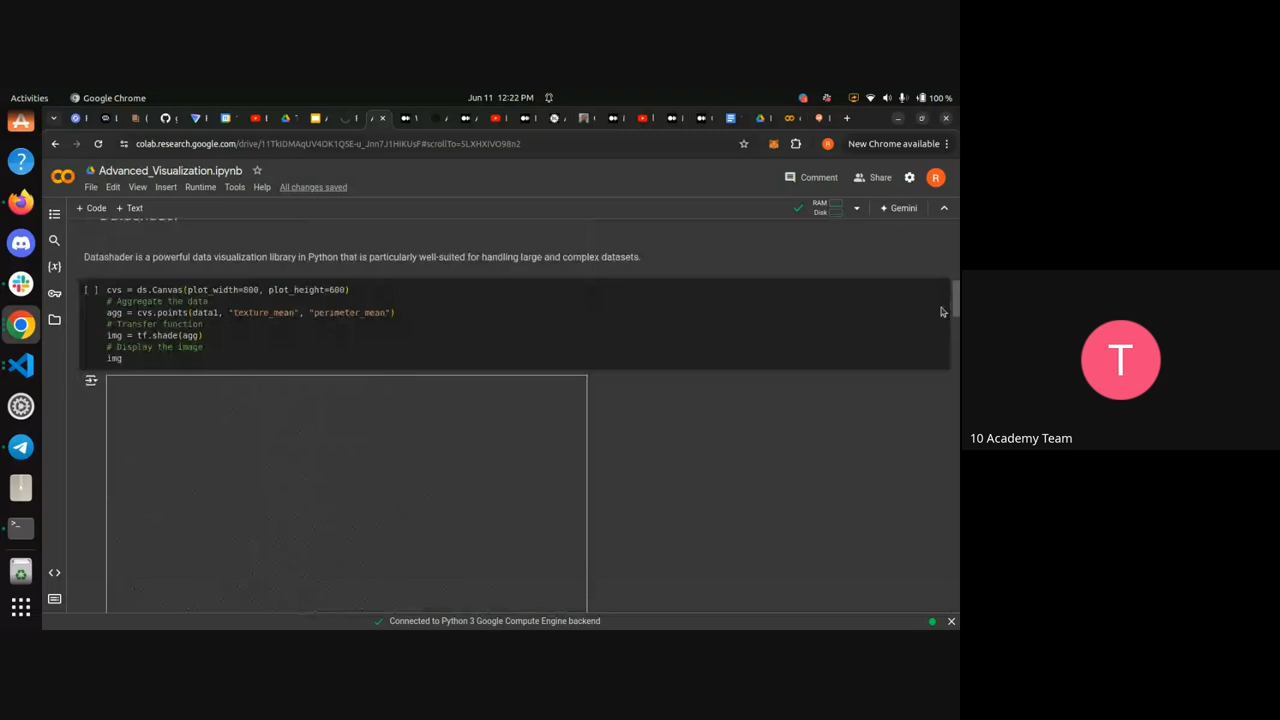 Activities
Google Chrome
Jun 11 12:22 PM
100 %
colab.research.google.com/drive/11TkIDMAqUV4OK1QSE-u_Jnn7J1HIKUsF#scrollTo=5LXHXIVO98n2
New Chrome available
Advanced_Visualization.ipynb
File Edit View Insert Runtime Tools Help All changes saved
Comment
Share
R
+ Code + Text
RAM
Disk
Gemini
Datashader is a powerful data visualization library in Python that is particularly well-suited for handling large and complex datasets.
[ ] cvs = ds.Canvas(plot_width=800, plot_height=600)
# Aggregate the data
agg = cvs.points(data1, "texture_mean", "perimeter_mean")
# Transfer function
img = tf.shade(agg)
# Display the image
img
Connected to Python 3 Google Compute Engine backend
T
10 Academy Team